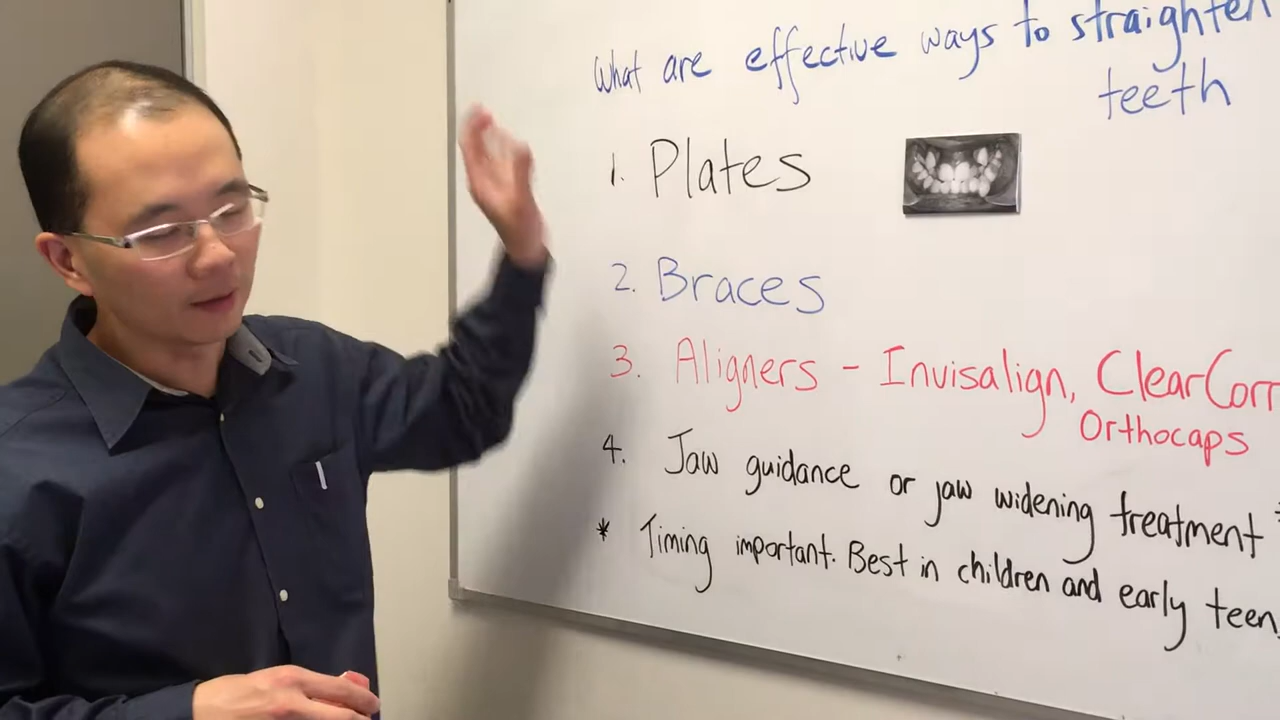 What are effective ways to straighten
teeth
1. Plates
2. Braces
3. Aligners - Invisalign, ClearCorr
Orthocaps
4. Jaw guidance or jaw widening treatment *
* Timing important. Best in children and early teen